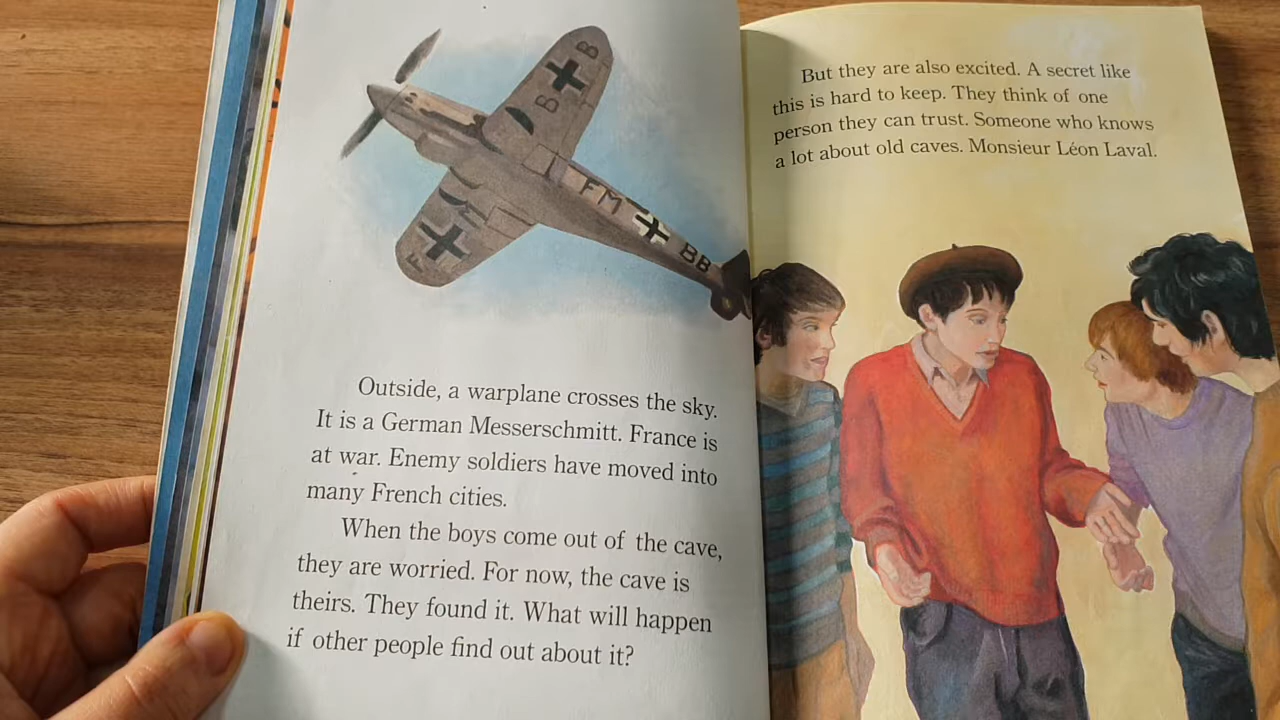 B
B
FM
BB
F
Outside, a warplane crosses the sky.
It is a German Messerschmitt. France is
at war. Enemy soldiers have moved into
many French cities.
When the boys come out of the cave,
they are worried. For now, the cave is
theirs. They found it. What will happen
if other people find out about it?
But they are also excited. A secret like
this is hard to keep. They think of one
person they can trust. Someone who knows
a lot about old caves. Monsieur Léon Laval.